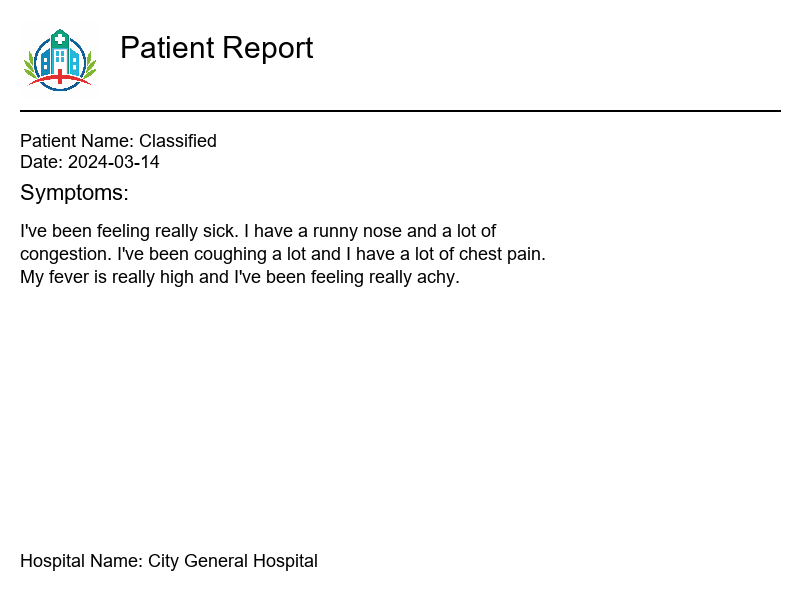 Patient Report
Patient Name: Classified
Date: 2024-03-14
Symptoms:
I've been feeling really sick. I have a runny nose and a lot of
congestion. I've been coughing a lot and I have a lot of chest pain.
My fever is really high and I've been feeling really achy.
Hospital Name: City General Hospital